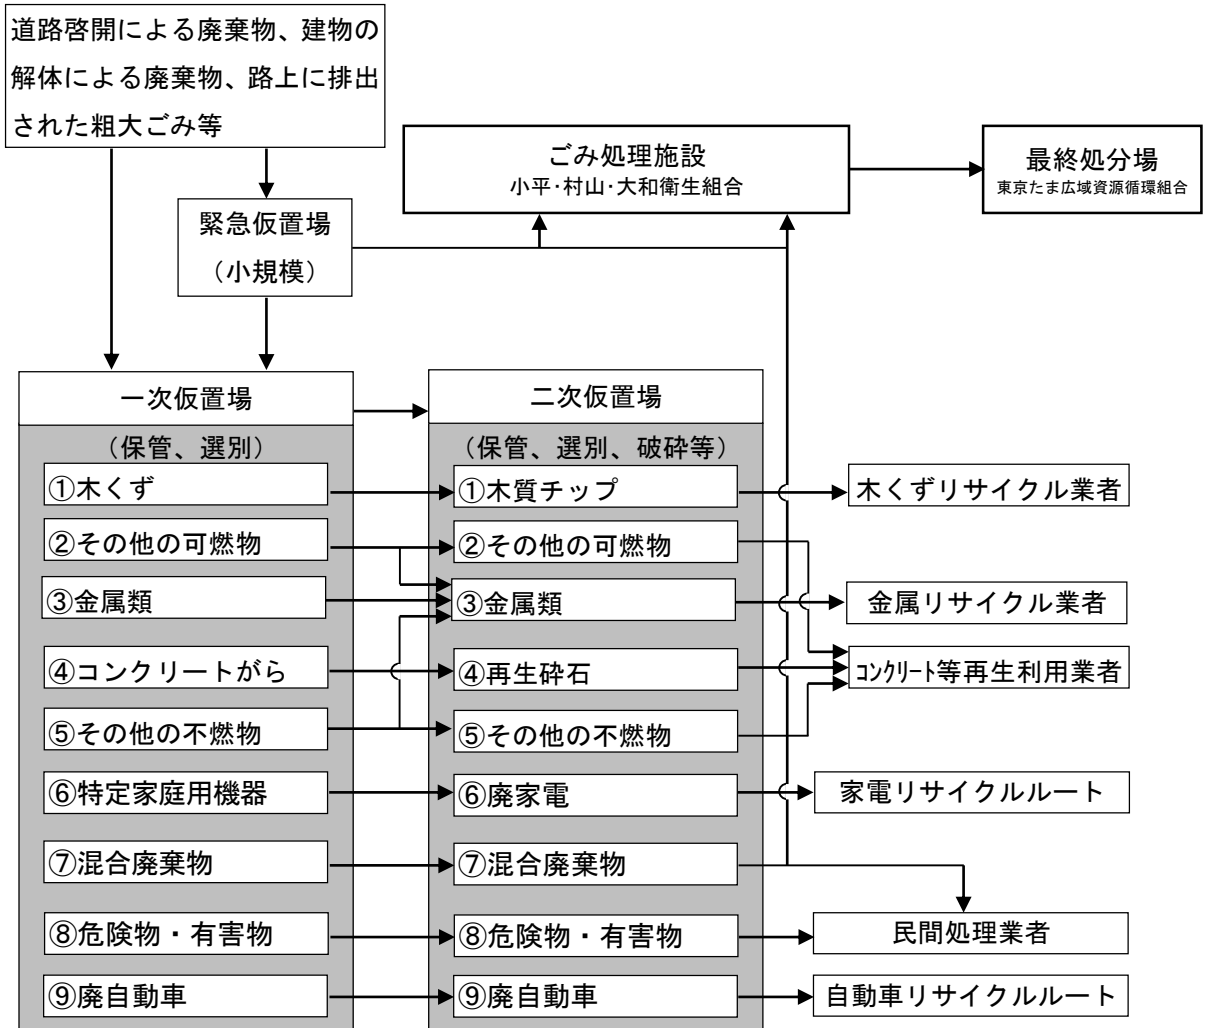 道路啓開による廃棄物、建物の
解体による廃棄物、路上に排出
された粗大ごみ等
ごみ処理施設
小平・村山・大和衛生組合
最終処分場
東京たま広域資源循環組合
緊急仮置場
（小規模）
一次仮置場
（保管、選別）
①木くず
②その他の可燃物
③金属類
④コンクリートがら
⑤その他の不燃物
⑥特定家庭用機器
⑦混合廃棄物
⑧危険物・有害物
⑨廃自動車
二次仮置場
（保管、選別、破砕等）
①木質チップ
②その他の可燃物
③金属類
④再生砕石
⑤その他の不燃物
⑥廃家電
⑦混合廃棄物
⑧危険物・有害物
⑨廃自動車
木くずリサイクル業者
金属リサイクル業者
ｺﾝｸﾘｰﾄ等再生利用業者
家電リサイクルルート
民間処理業者
自動車リサイクルルート